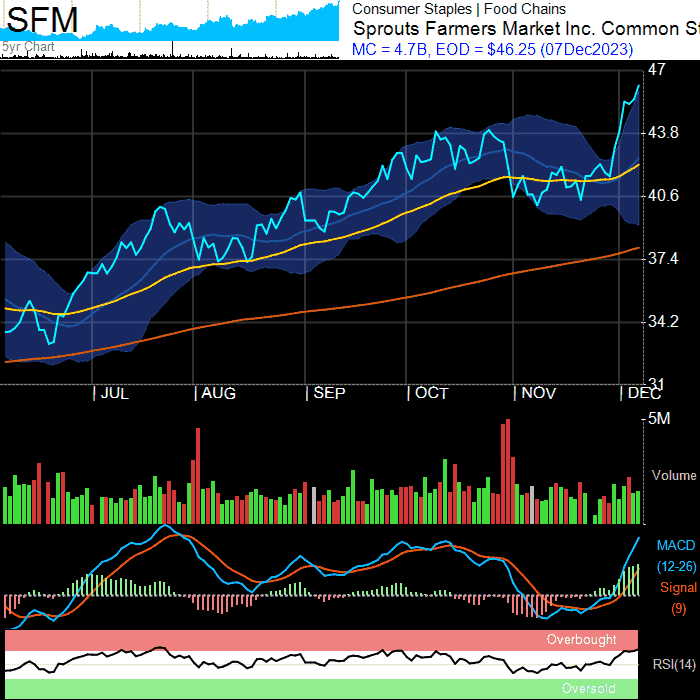 SFM
5yr Chart
Consumer Staples | Food Chains
Sprouts Farmers Market Inc. Common St
MC = 4.7B, EOD = $46.25 (07Dec2023)
47
43.8
40.6
37.4
34.2
31
| JUL | AUG | SEP | OCT | NOV | DEC
5M
Volume
MACD
(12-26)
Signal
(9)
Overbought
RSI(14)
Oversold